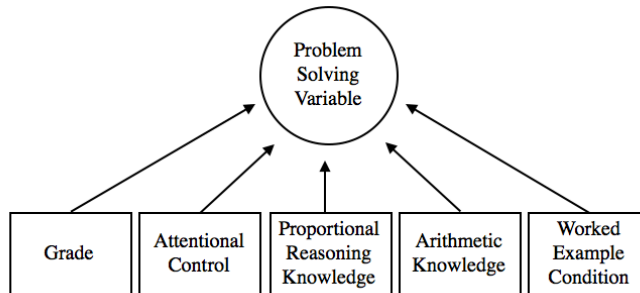 Problem
Solving
Variable
Grade
Attentional
Control
Proportional
Reasoning
Knowledge
Arithmetic
Knowledge
Worked
Example
Condition